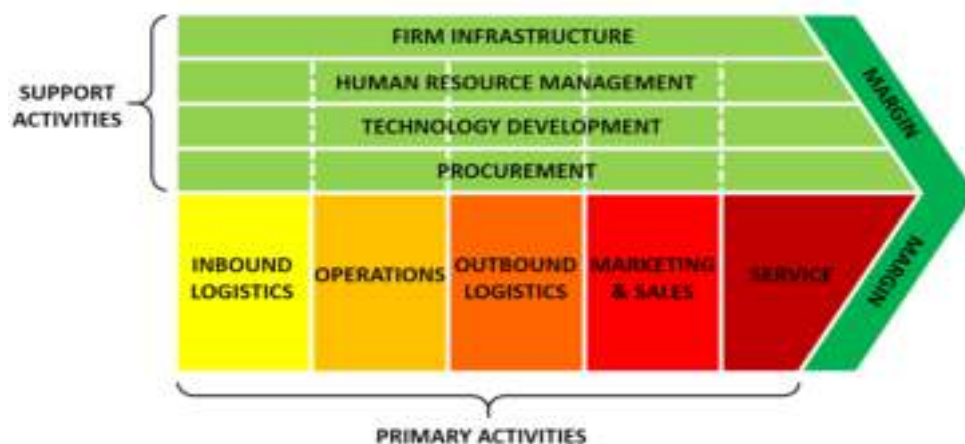 FIRM INFRASTRUCTURE
HUMAN RESOURCE MANAGEMENT
TECHNOLOGY DEVELOPMENT
PROCUREMENT
SUPPORT
ACTIVITIES
MARGIN
MARGIN
INBOUND
LOGISTICS
OPERATIONS
OUTBOUND
LOGISTICS
MARKETING
& SALES
SERVICE
PRIMARY ACTIVITIES